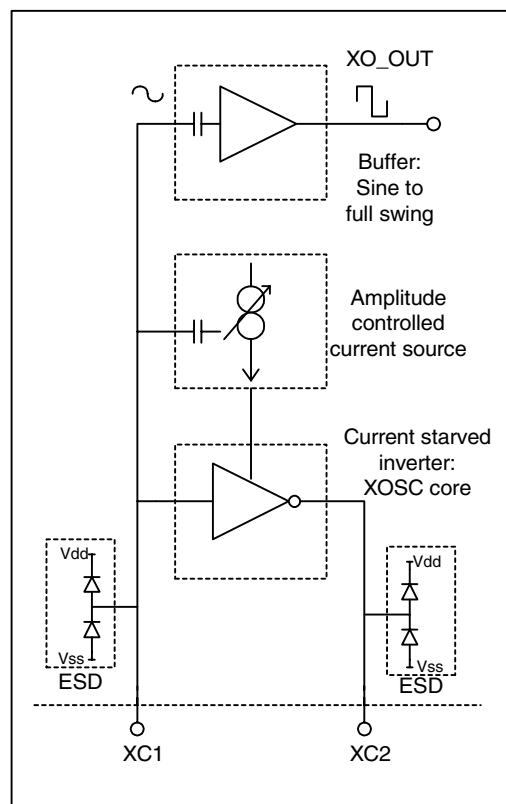 XO_OUT
Buffer:
Sine to
full swing
Amplitude
controlled
current source
Current starved
inverter:
XOSC core
Vdd
Vss
ESD
Vdd
Vss
ESD
XC1
XC2